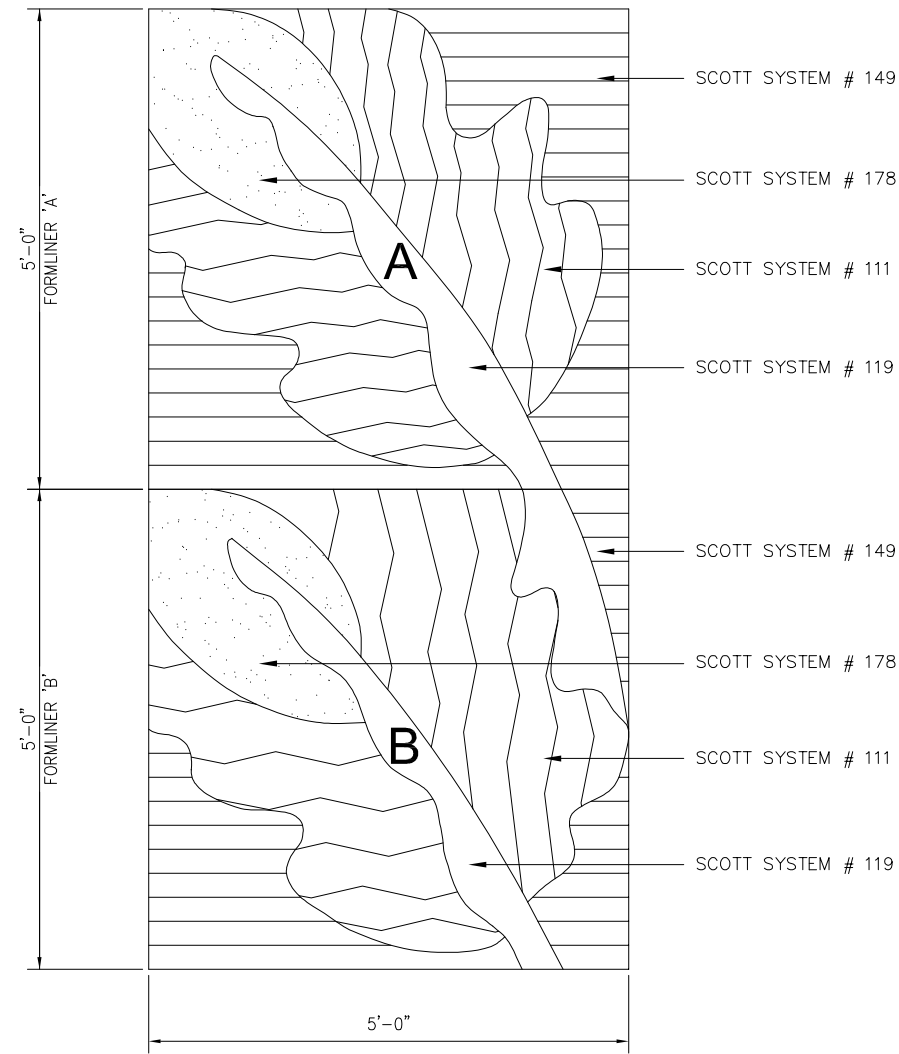 SCOTT SYSTEM # 149
SCOTT SYSTEM # 178
5'-0"
FORMLINER 'A'
A
SCOTT SYSTEM # 111
SCOTT SYSTEM # 119
SCOTT SYSTEM # 149
SCOTT SYSTEM # 178
5'-0"
FORMLINER 'B'
B
SCOTT SYSTEM # 111
SCOTT SYSTEM # 119
5'-0"